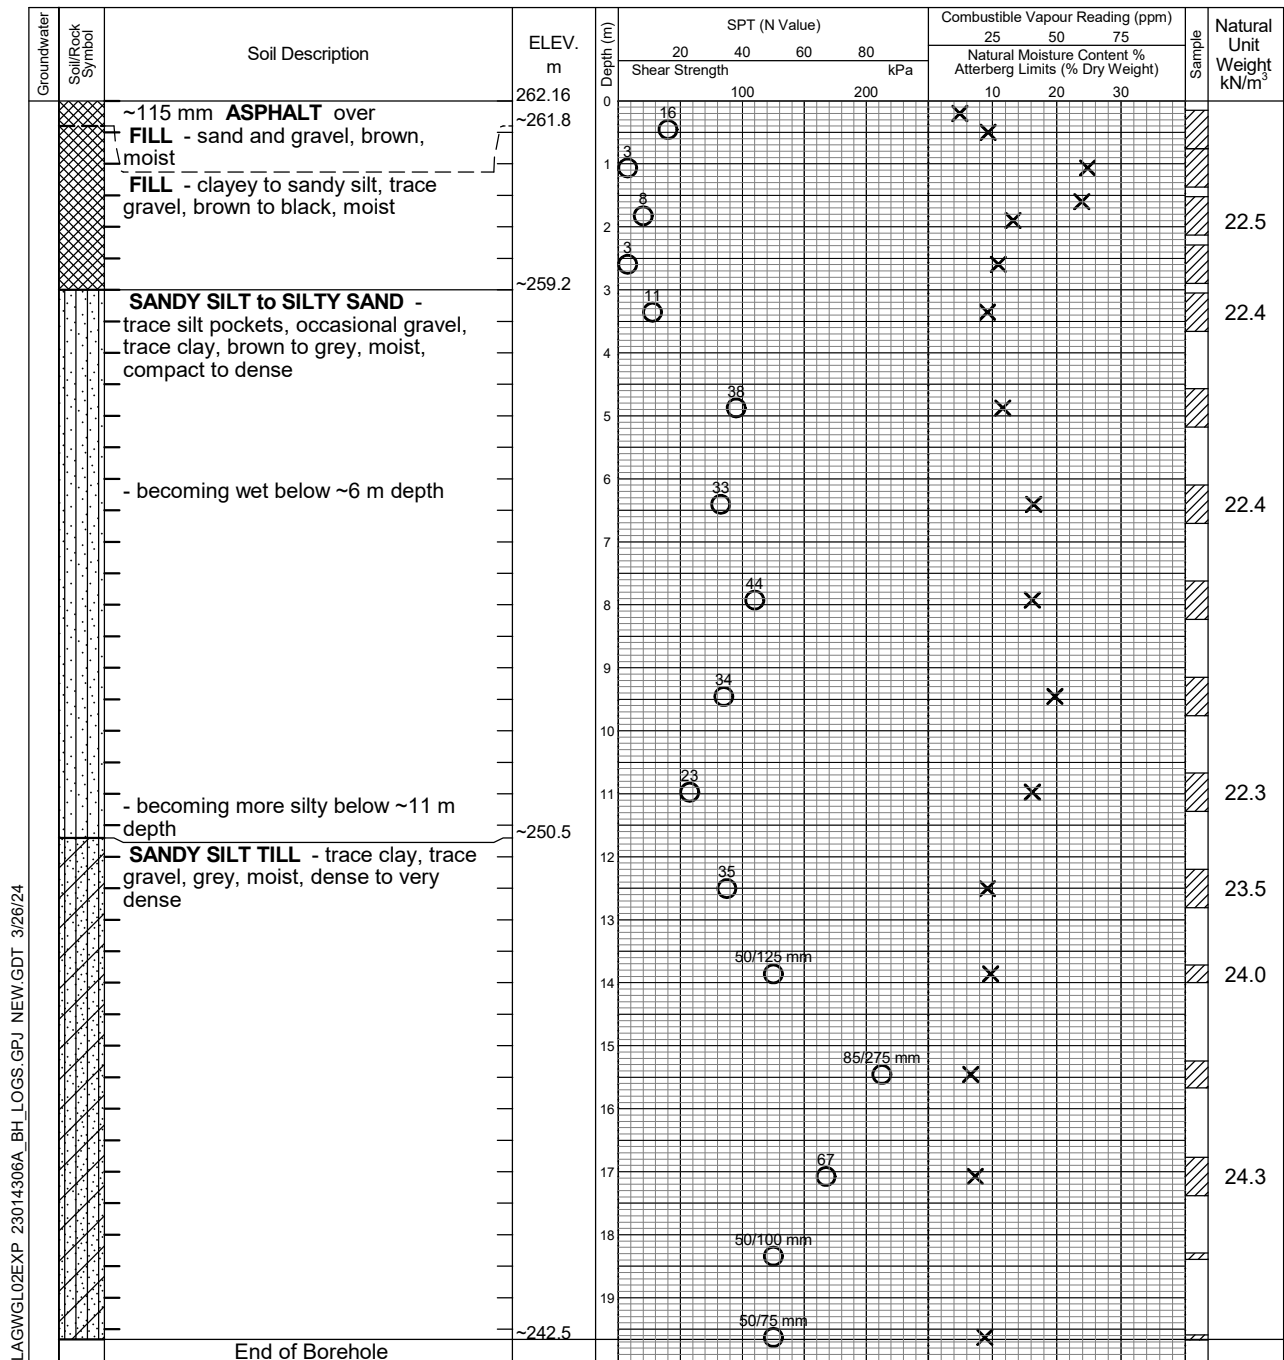 Groundwater
Soil/Rock
Symbol
Soil Description
ELEV.
m
Depth (m)
SPT (N Value)
20 40 60 80
Shear Strength kPa
100 200
Combustible Vapour Reading (ppm)
25 50 75
Natural Moisture Content %
Atterberg Limits (% Dry Weight)
10 20 30
Sample
Natural
Unit
Weight
kN/m3
262.16
0
~115 mm ASPHALT over
~261.8
16
FILL - sand and gravel, brown,
moist
3
1
FILL - clayey to sandy silt, trace
gravel, brown to black, moist
8
2
22.5
3
~259.2
3
SANDY SILT to SILTY SAND -
trace silt pockets, occasional gravel,
trace clay, brown to grey, moist,
compact to dense
11
22.4
4
38
5
6
- becoming wet below ~6 m depth
33
22.4
7
44
8
9
34
10
23
11
22.3
- becoming more silty below ~11 m
depth
~250.5
SANDY SILT TILL - trace clay, trace
gravel, grey, moist, dense to very
dense
12
35
23.5
13
50/125 mm
14
24.0
15
85/275 mm
16
67
17
24.3
18
50/100 mm
19
50/75 mm
~242.5
End of Borehole
LAGWGL02EXP 23014306A_BH_LOGS.GPJ NEW.GDT 3/26/24